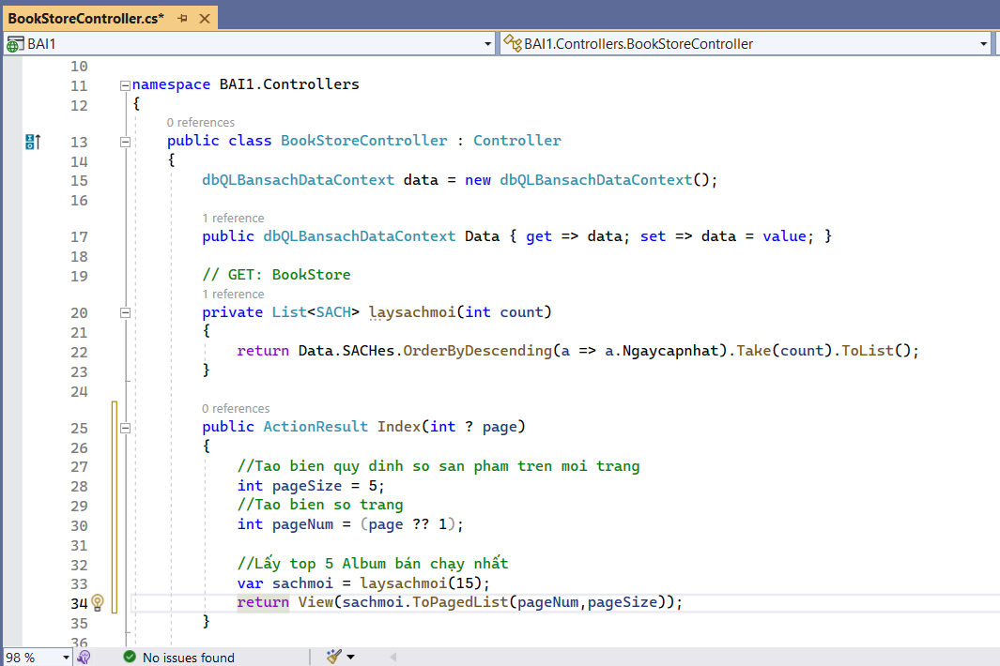 BookStoreController.cs*
BAI1 BAI1.Controllers.BookStoreController
10
11 namespace BAI1.Controllers
12 {
0 references
13 public class BookStoreController : Controller
14 {
15 dbQLBansachDataContext data = new dbQLBansachDataContext();
16
1 reference
17 public dbQLBansachDataContext Data { get => data; set => data = value; }
18
19 // GET: BookStore
1 reference
20 private List<SACH> laysachmoi(int count)
21 {
22 return Data.SACHes.OrderByDescending(a => a.Ngaycapnhat).Take(count).ToList();
23 }
24
0 references
25 public ActionResult Index(int ? page)
26 {
27 //Tao bien quy dinh so san pham tren moi trang
28 int pageSize = 5;
29 //Tao bien so trang
30 int pageNum = (page ?? 1);
31
32 //Lấy top 5 Album bán chạy nhất
33 var sachmoi = laysachmoi(15);
34 return View(sachmoi.ToPagedList(pageNum,pageSize));
35 }
36
98 % No issues found